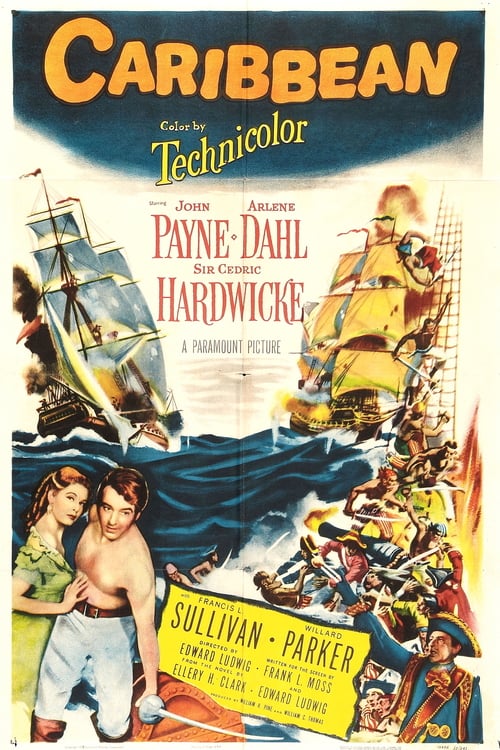 CARIBBEAN
Color by
Technicolor
Starring JOHN ARLENE
PAYNE · DAHL
SIR CEDRIC
HARDWICKE
A PARAMOUNT PICTURE
with FRANCIS L. WILLARD
SULLIVAN · PARKER
DIRECTED BY
EDWARD LUDWIG
WRITTEN FOR THE SCREEN BY
FRANK L. MOSS
AND
EDWARD LUDWIG
FROM THE NOVEL BY
ELLERY H. CLARK
PRODUCED BY WILLIAM H. PINE AND WILLIAM C. THOMAS